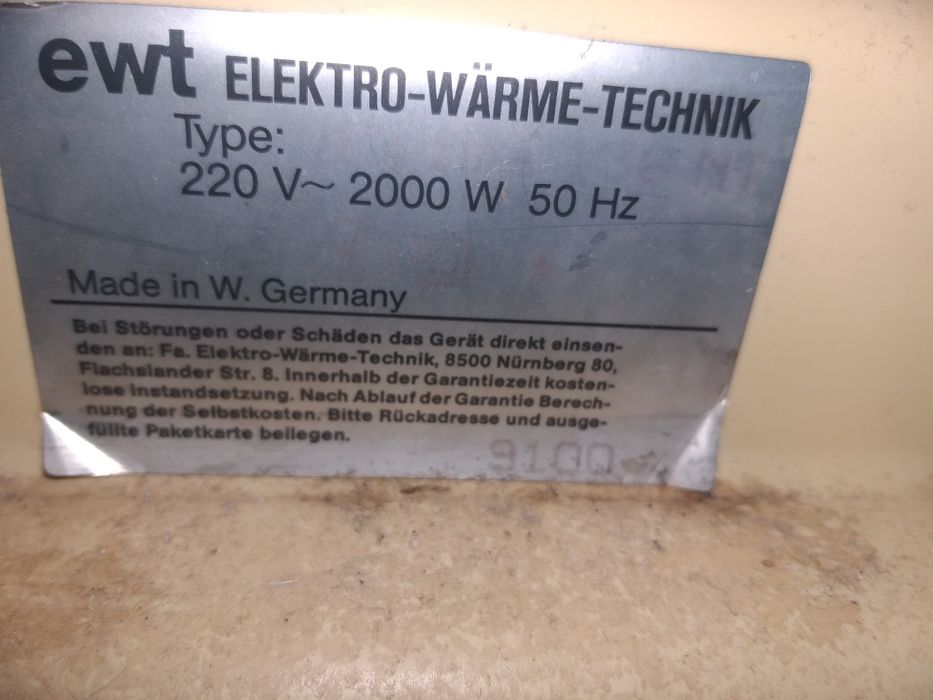 ewt ELEKTRO-WÄRME-TECHNIK
Type:
220 V~ 2000 W 50 Hz
Made in W. Germany
Bei Störungen oder Schäden das Gerät direkt einsen-
den an: Fa. Elektro-Wärme-Technik, 8500 Nürnberg 80,
Flachslander Str. 8. Innerhalb der Garantiezeit kosten-
lose Instandsetzung. Nach Ablauf der Garantie Berech-
nung der Selbstkosten. Bitte Rückadresse und ausge-
füllte Paketkarte beilegen.
9100